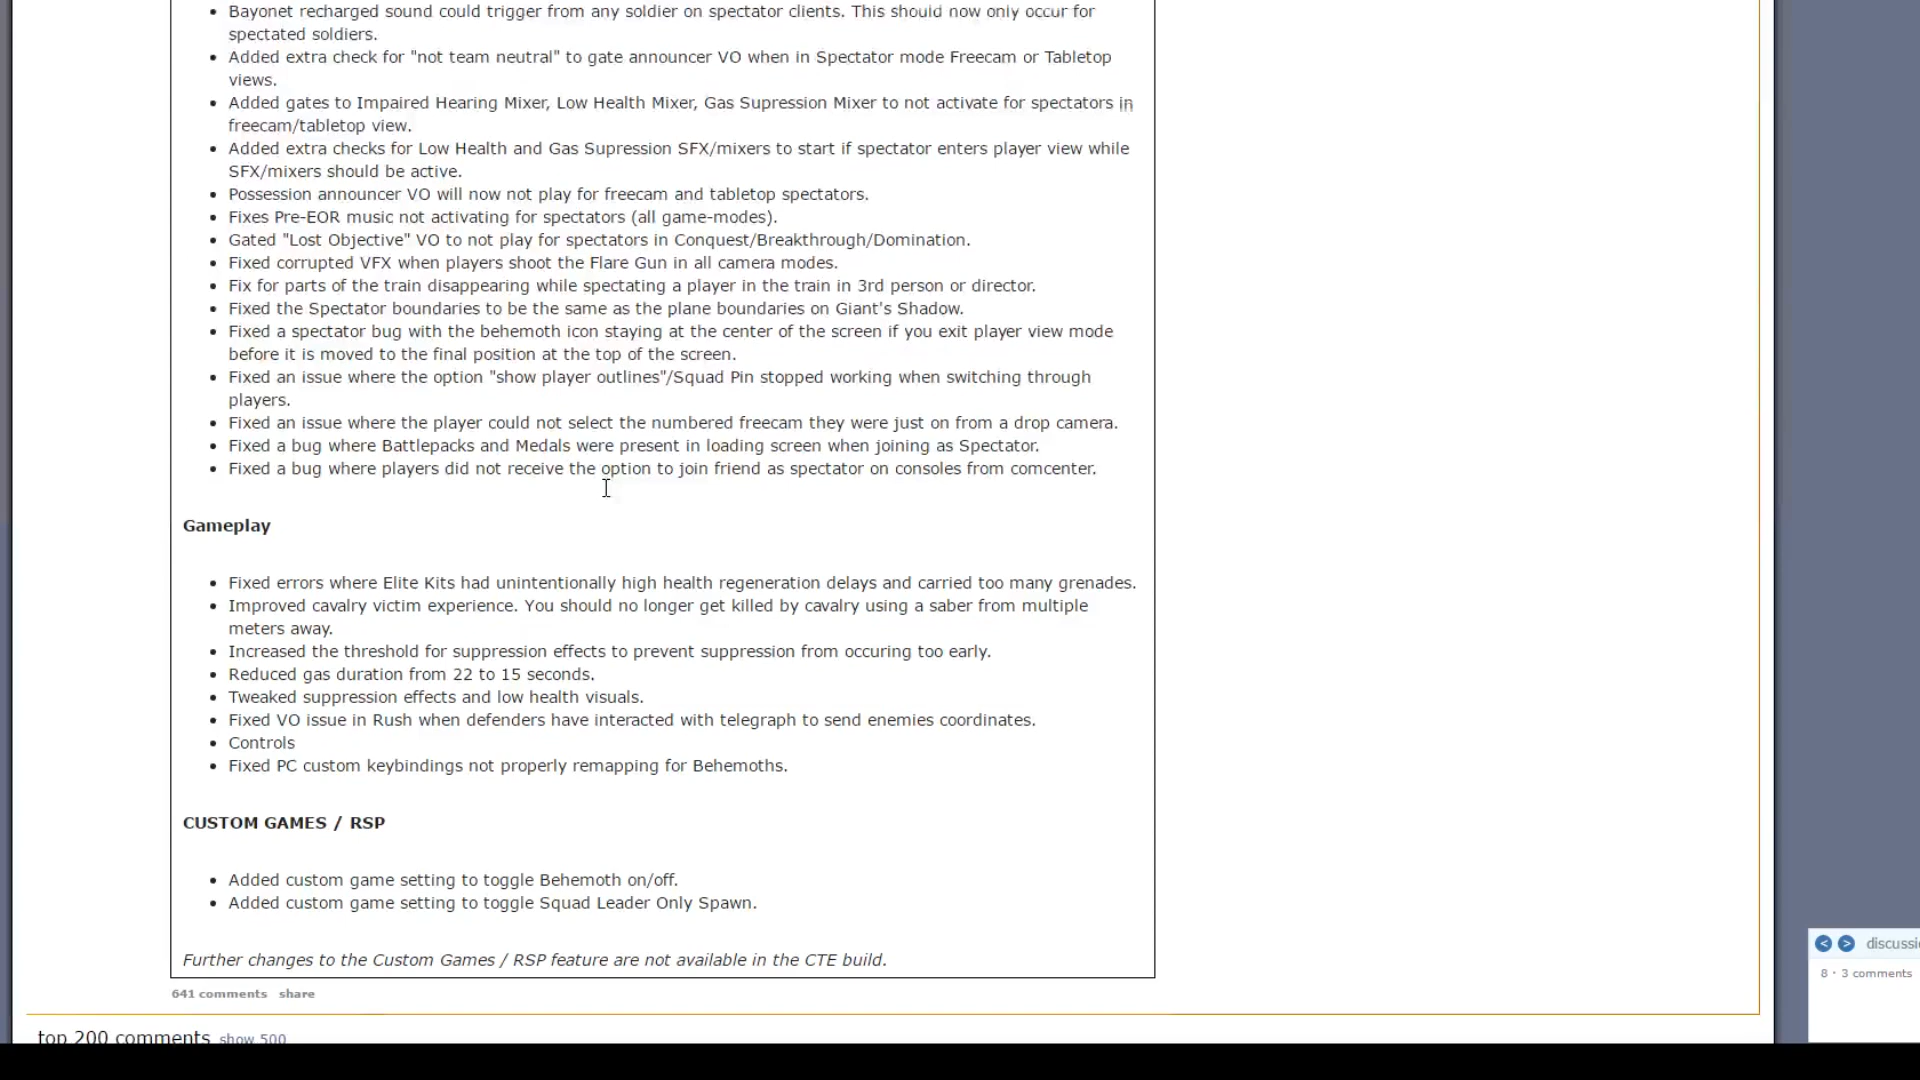 • Bayonet recharged sound could trigger from any soldier on spectator clients. This should now only occur for
spectated soldiers.
• Added extra check for "not team neutral" to gate announcer VO when in Spectator mode Freecam or Tabletop
views.
• Added gates to Impaired Hearing Mixer, Low Health Mixer, Gas Supression Mixer to not activate for spectators in
freecam/tabletop view.
• Added extra checks for Low Health and Gas Supression SFX/mixers to start if spectator enters player view while
SFX/mixers should be active.
• Possession announcer VO will now not play for freecam and tabletop spectators.
• Fixes Pre-EOR music not activating for spectators (all game-modes).
• Gated "Lost Objective" VO to not play for spectators in Conquest/Breakthrough/Domination.
• Fixed corrupted VFX when players shoot the Flare Gun in all camera modes.
• Fix for parts of the train disappearing while spectating a player in the train in 3rd person or director.
• Fixed the Spectator boundaries to be the same as the plane boundaries on Giant's Shadow.
• Fixed a spectator bug with the behemoth icon staying at the center of the screen if you exit player view mode
before it is moved to the final position at the top of the screen.
• Fixed an issue where the option "show player outlines"/Squad Pin stopped working when switching through
players.
• Fixed an issue where the player could not select the numbered freecam they were just on from a drop camera.
• Fixed a bug where Battlepacks and Medals were present in loading screen when joining as Spectator.
• Fixed a bug where players did not receive the option to join friend as spectator on consoles from comcenter.
Gameplay
• Fixed errors where Elite Kits had unintentionally high health regeneration delays and carried too many grenades.
• Improved cavalry victim experience. You should no longer get killed by cavalry using a saber from multiple
meters away.
• Increased the threshold for suppression effects to prevent suppression from occuring too early.
• Reduced gas duration from 22 to 15 seconds.
• Tweaked suppression effects and low health visuals.
• Fixed VO issue in Rush when defenders have interacted with telegraph to send enemies coordinates.
• Controls
• Fixed PC custom keybindings not properly remapping for Behemoths.
CUSTOM GAMES / RSP
• Added custom game setting to toggle Behemoth on/off.
• Added custom game setting to toggle Squad Leader Only Spawn.
Further changes to the Custom Games / RSP feature are not available in the CTE build.
641 comments share
top 200 comments show 500
< > discussi
8 · 3 comments